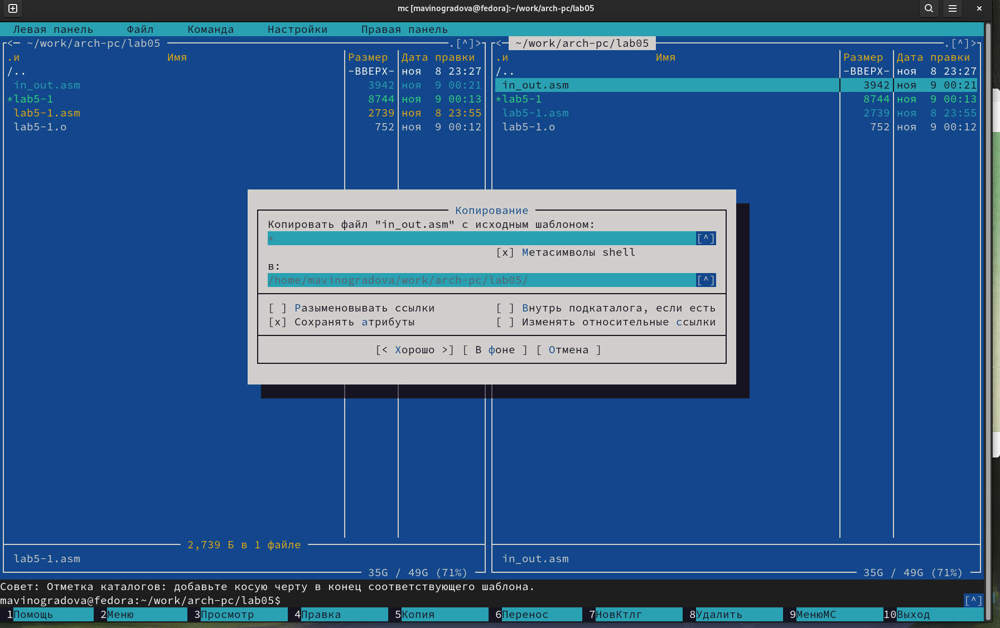 mc [mavinogradova@fedora]:~/work/arch-pc/lab05
Левая панель Файл Команда Настройки Правая панель
<─ ~/work/arch-pc/lab05 .[^]> <─ ~/work/arch-pc/lab05 .[^]>
.и Имя Размер Дата правки .и Имя Размер Дата правки
/.. -ВВЕРХ- ноя 8 23:27 /.. -ВВЕРХ- ноя 8 23:27
in_out.asm 3942 ноя 9 00:21 in_out.asm 3942 ноя 9 00:21
*lab5-1 8744 ноя 9 00:13 *lab5-1 8744 ноя 9 00:13
lab5-1.asm 2739 ноя 8 23:55 lab5-1.asm 2739 ноя 8 23:55
lab5-1.o 752 ноя 9 00:12 lab5-1.o 752 ноя 9 00:12
Копирование
Копировать файл "in_out.asm" с исходным шаблоном:
* [^]
[x] Метасимволы shell
в:
/home/mavinogradova/work/arch-pc/lab05/ [^]
[ ] Разыменовывать ссылки [ ] Внутрь подкаталога, если есть
[x] Сохранять атрибуты [ ] Изменять относительные ссылки
[< Хорошо >] [ В фоне ] [ Отмена ]
2,739 Б в 1 файле
lab5-1.asm in_out.asm
35G / 49G (71%) 35G / 49G (71%)
Совет: Отметка каталогов: добавьте косую черту в конец соответствующего шаблона.
mavinogradova@fedora:~/work/arch-pc/lab05$ [^]
1Помощь 2Меню 3Просмотр 4Правка 5Копия 6Перенос 7НовКтлг 8Удалить 9МенюMC 10Выход